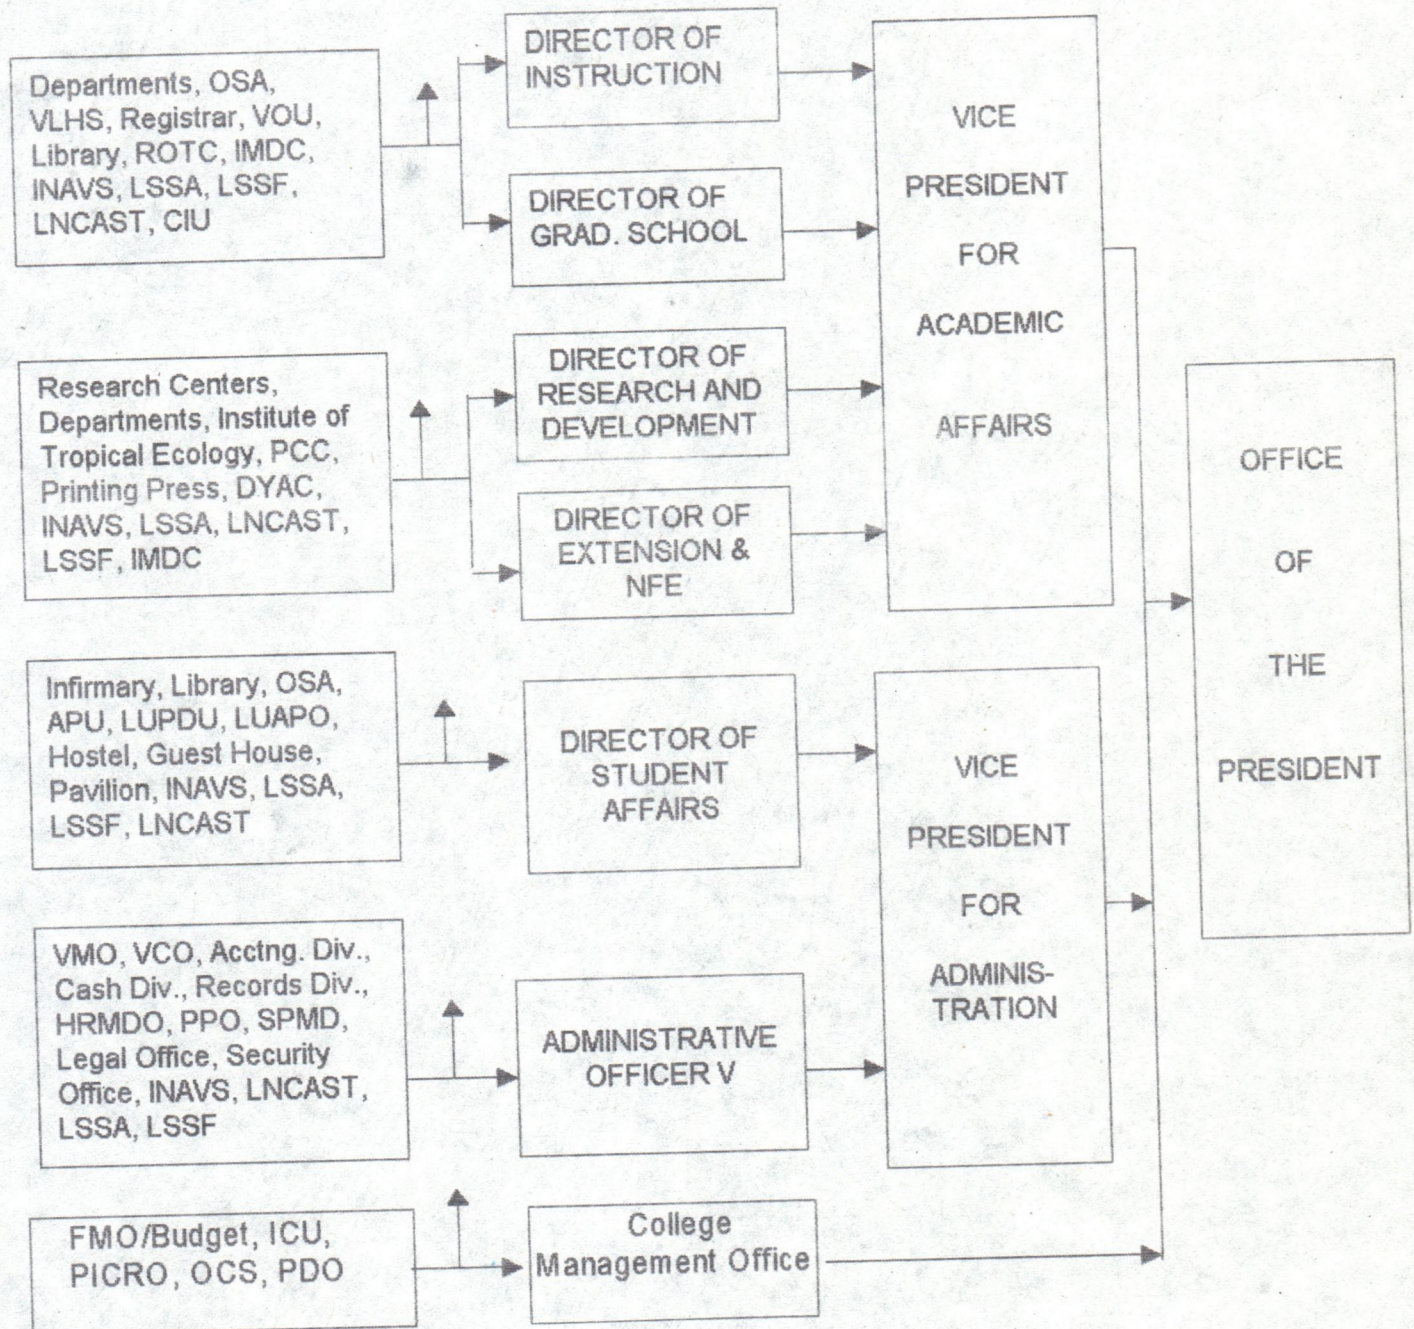 Departments, OSA,
VLHS, Registrar, VOU,
Library, ROTC, IMDC,
INAVS, LSSA, LSSF,
LNCAST, CIU
DIRECTOR OF
INSTRUCTION
DIRECTOR OF
GRAD. SCHOOL
Research Centers,
Departments, Institute of
Tropical Ecology, PCC,
Printing Press, DYAC,
INAVS, LSSA, LNCAST,
LSSF, IMDC
DIRECTOR OF
RESEARCH AND
DEVELOPMENT
DIRECTOR OF
EXTENSION &
NFE
VICE
PRESIDENT
FOR
ACADEMIC
AFFAIRS
Infirmary, Library, OSA,
APU, LUPDU, LUAPO,
Hostel, Guest House,
Pavilion, INAVS, LSSA,
LSSF, LNCAST
DIRECTOR OF
STUDENT
AFFAIRS
VMO, VCO, Acctng. Div.,
Cash Div., Records Div.,
HRMDO, PPO, SPMD,
Legal Office, Security
Office, INAVS, LNCAST,
LSSA, LSSF
ADMINISTRATIVE
OFFICER V
VICE
PRESIDENT
FOR
ADMINIS-
TRATION
FMO/Budget, ICU,
PICRO, OCS, PDO
College
Management Office
OFFICE
OF
THE
PRESIDENT